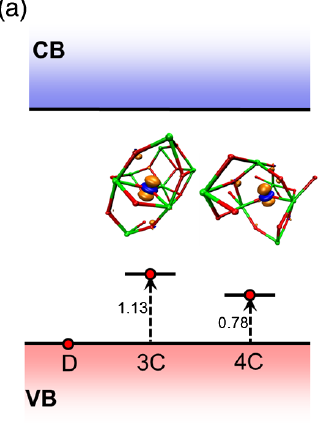 (a)
CB
1.13
0.78
D 3C 4C
VB